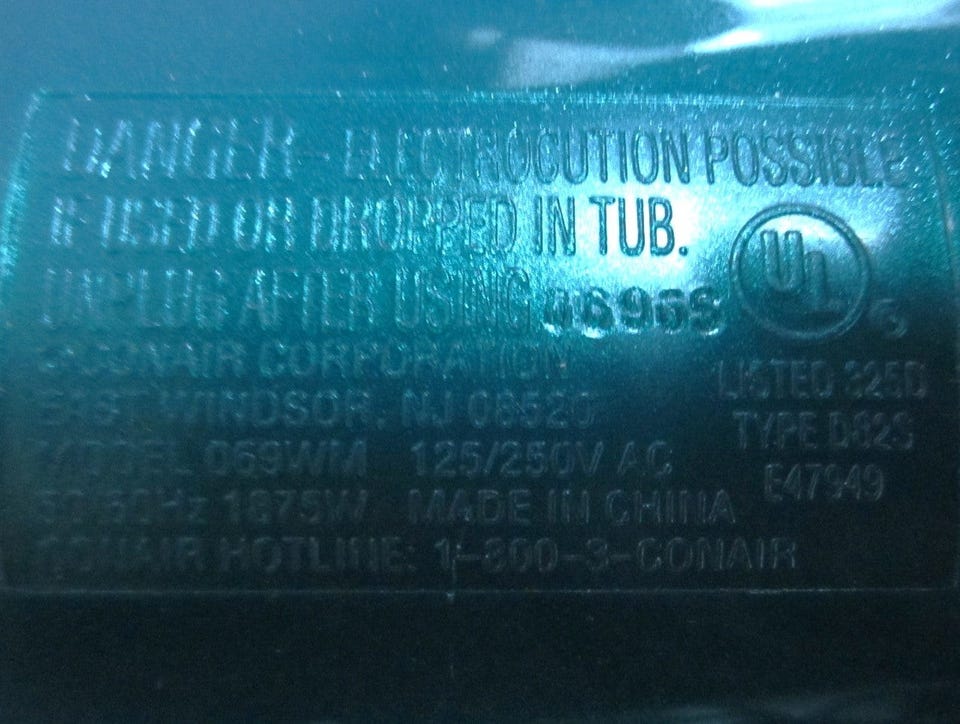 DANGER - ELECTROCUTION POSSIBLE
IF USED OR DROPPED IN TUB.
UNPLUG AFTER USING
UL
S
© CONAIR CORPORATION
EAST WINDSOR, NJ 08520
MODEL 069WM 125/250V AC
50/60Hz 1875W MADE IN CHINA
CONAIR HOTLINE: 1-800-3-CONAIR
LISTED 325D
TYPE D82S
E47949